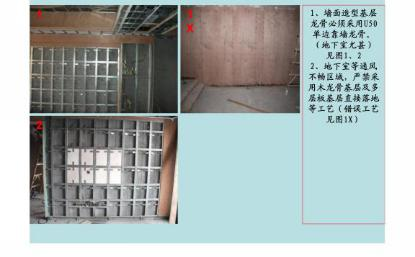 1
1
X
2
1、墙面造型基层
龙骨必须采用U50
单边靠墙龙骨。
（地下室尤甚）
见图1、2
2、地下室等通风
不畅区域，严禁采
用木龙骨基层及多
层板基层直接落地
等工艺（错误工艺
见图1X）